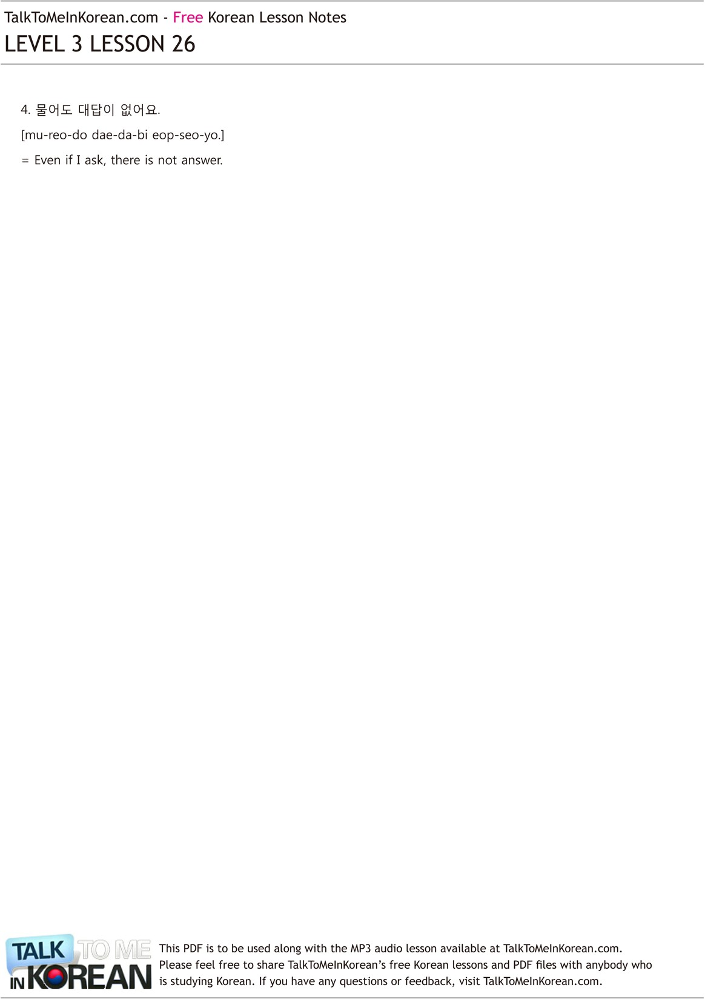 TalkToMeInKorean.com - Free Korean Lesson Notes
LEVEL 3 LESSON 26
4. 물어도 대답이 없어요.
[mu-reo-do dae-da-bi eop-seo-yo.]
= Even if I ask, there is not answer.
TALK TO ME
IN KOREAN
This PDF is to be used along with the MP3 audio lesson available at TalkToMeInKorean.com.
Please feel free to share TalkToMeInKorean’s free Korean lessons and PDF files with anybody who
is studying Korean. If you have any questions or feedback, visit TalkToMeInKorean.com.